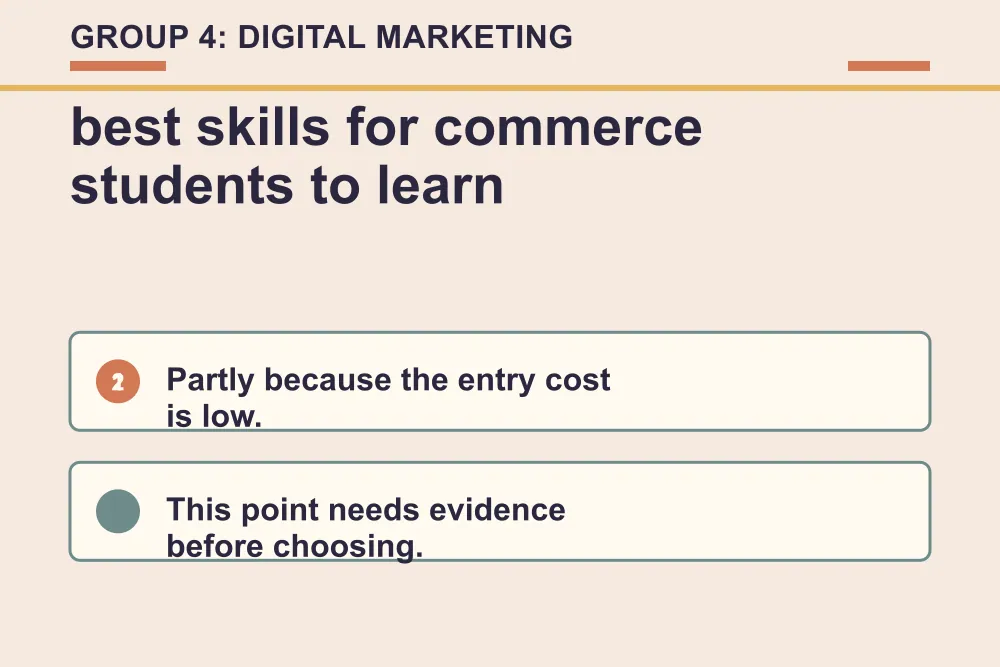 GROUP 4: DIGITAL MARKETING
best skills for commerce
students to learn
2
Partly because the entry cost
is low.
This point needs evidence
before choosing.